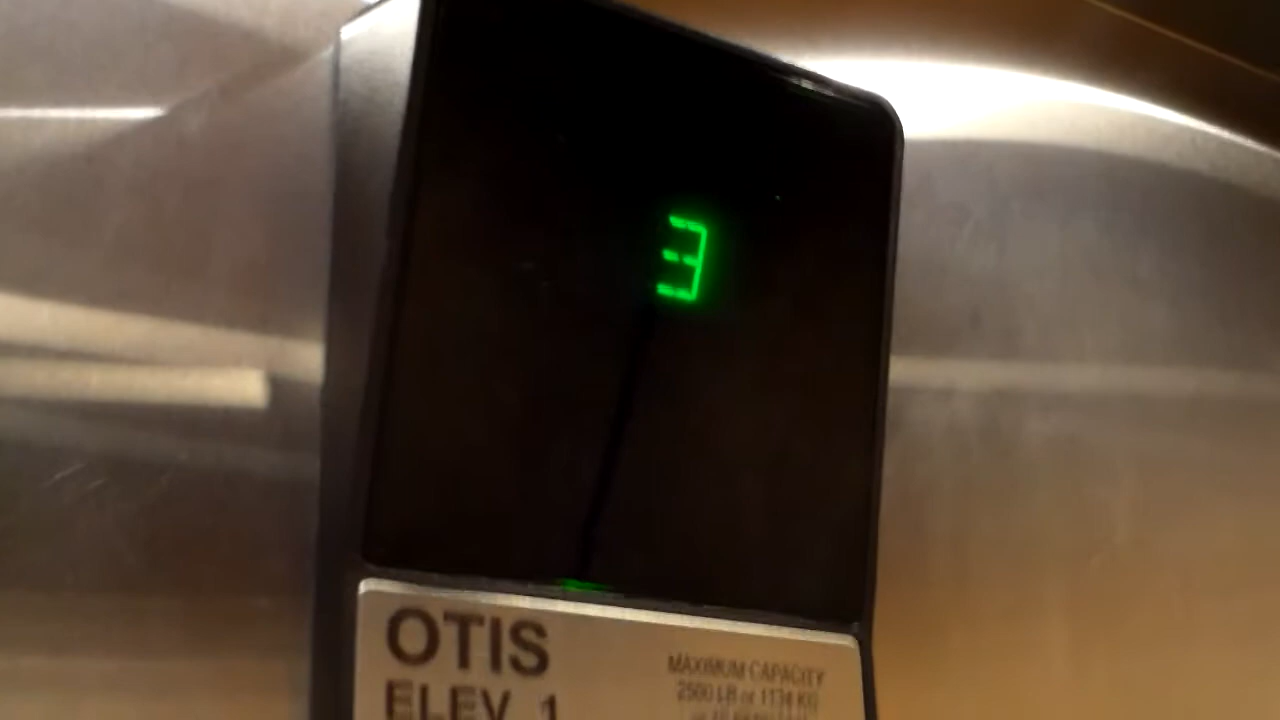 3
OTIS
ELEV. 1
MAXIMUM CAPACITY
2500 LB or 1134 KG